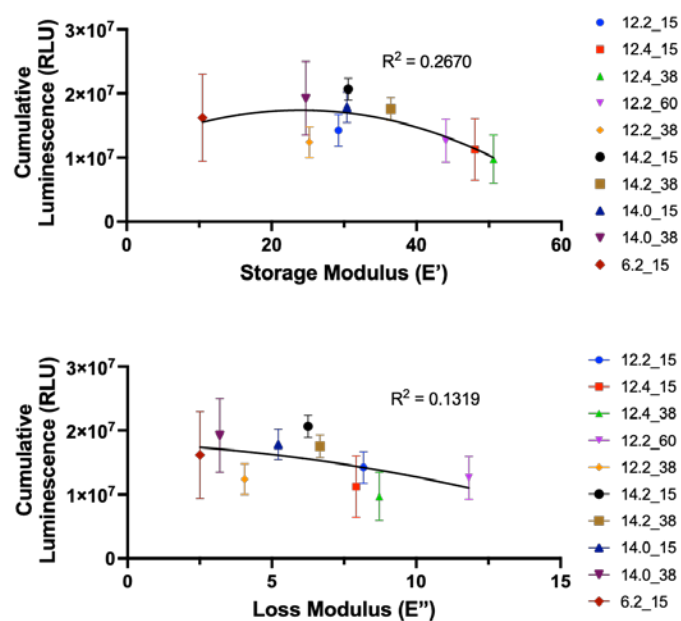 3×10⁷
2×10⁷
1×10⁷
0
Cumulative
Luminescence (RLU)
R² = 0.2670
0 20 40 60
Storage Modulus (E’)
12.2_15
12.4_15
12.4_38
12.2_60
12.2_38
14.2_15
14.2_38
14.0_15
14.0_38
6.2_15
3×10⁷
2×10⁷
1×10⁷
0
Cumulative
Luminescence (RLU)
R² = 0.1319
0 5 10 15
Loss Modulus (E”)
12.2_15
12.4_15
12.4_38
12.2_60
12.2_38
14.2_15
14.2_38
14.0_15
14.0_38
6.2_15